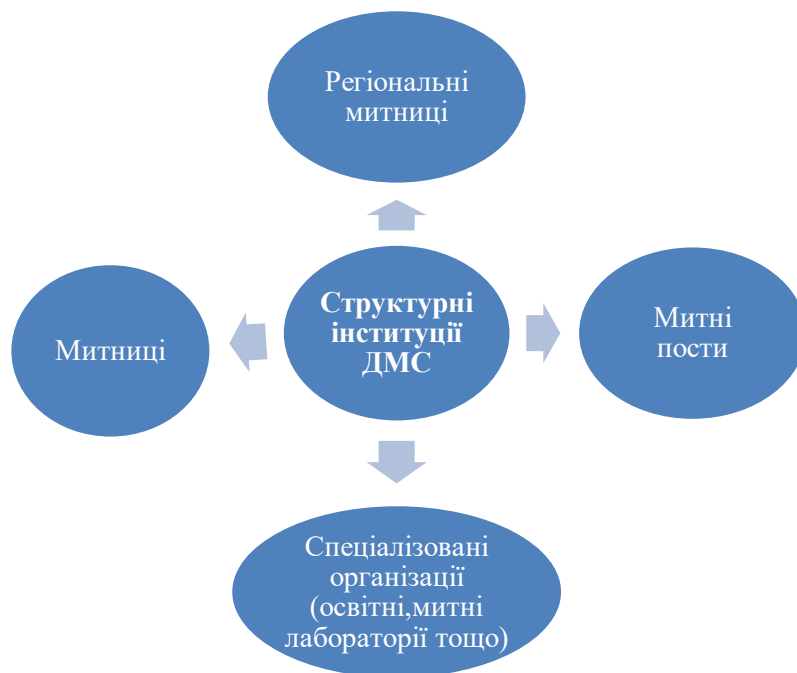 Регіональні
митниці
Структурні
інституції
ДМС
Митниці
Митні
пости
Спеціалізовані
організації
(освітні,митні
лабораторії тощо)